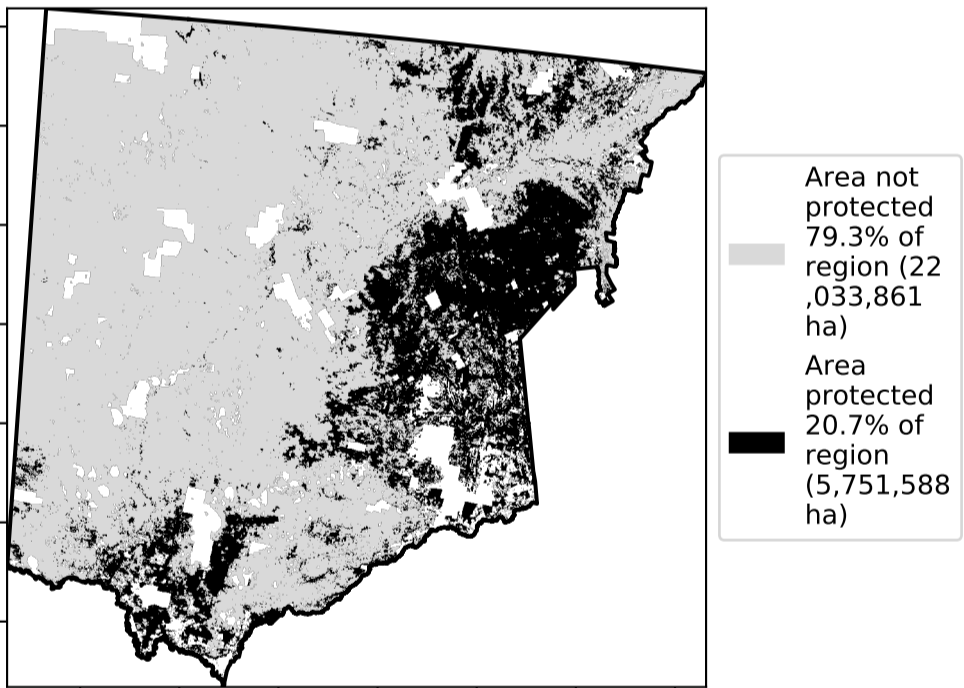 Area not
protected
79.3% of
region (22
,033,861
ha)
Area
protected
20.7% of
region
(5,751,588
ha)